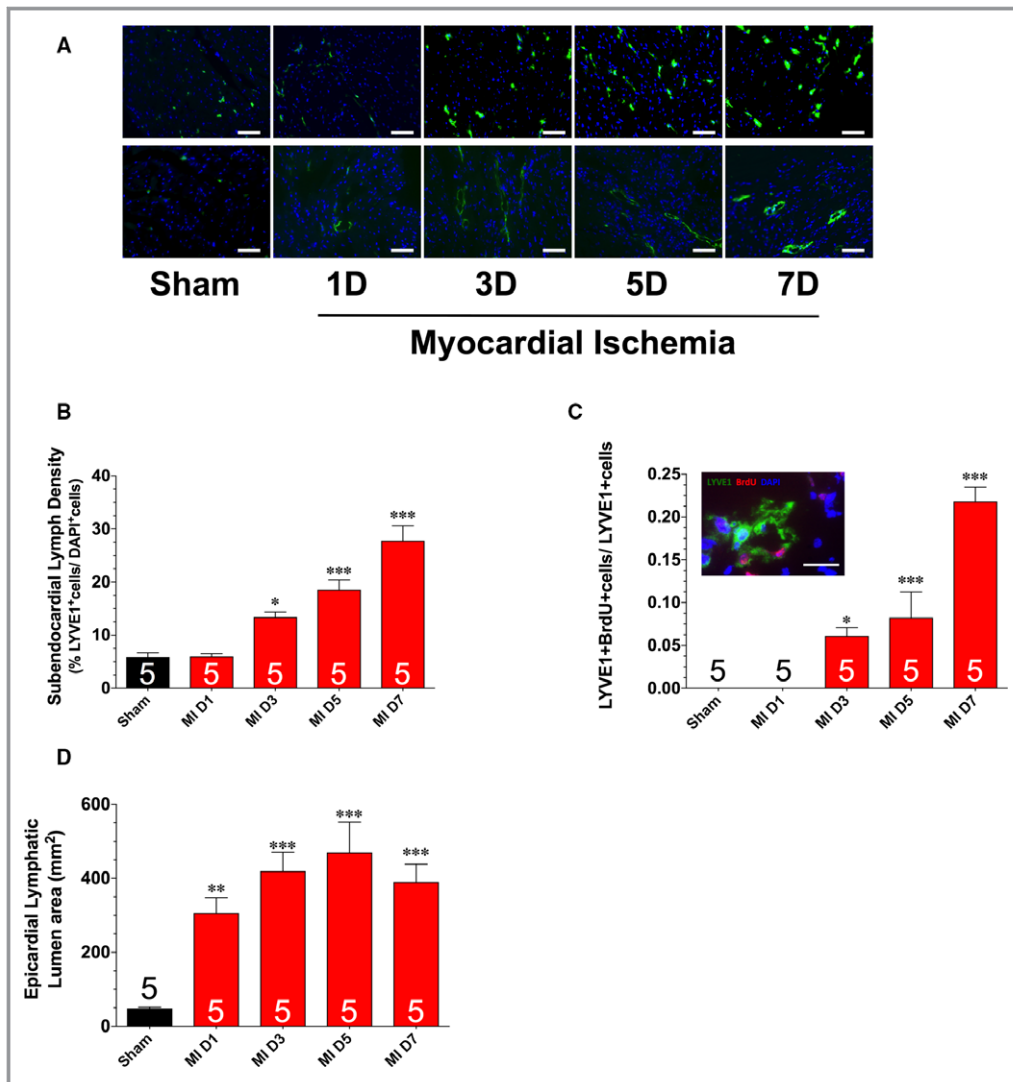 A
Sham 1D 3D 5D 7D
Myocardial Ischemia
B
Subendocardial Lymph Density
(% LYVE1⁺cells/ DAPI⁺cells)
40
30
20
10
0
* *** ***
5 5 5 5 5
Sham MI D1 MI D3 MI D5 MI D7
C
LYVE1+BrdU+cells/ LYVE1+cells
0.25
0.20
0.15
0.10
0.05
0.00
LYVE1 BrdU DAPI
* *** ***
5 5 5 5 5
Sham MI D1 MI D3 MI D5 MI D7
D
Epicardial Lymphatic
Lumen area (mm²)
600
400
200
0
** *** *** ***
5 5 5 5 5
Sham MI D1 MI D3 MI D5 MI D7